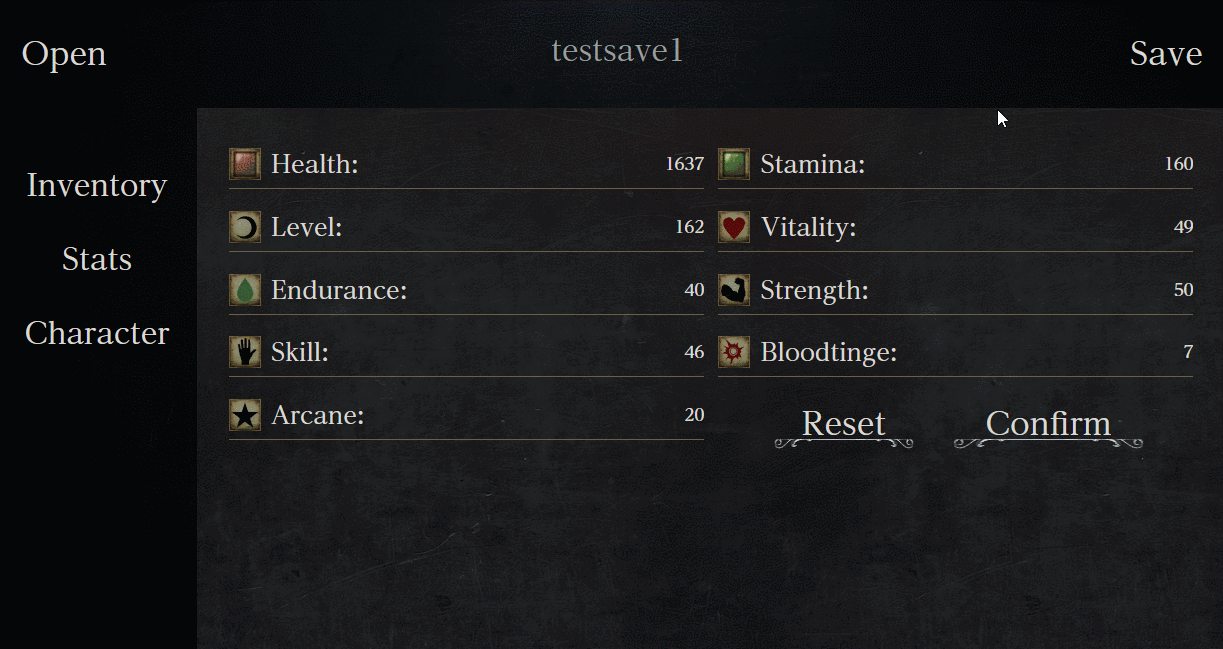 Open
testsave1
Save
Inventory
Stats
Character
Health: 1637
Stamina: 160
Level: 162
Vitality: 49
Endurance: 40
Strength: 50
Skill: 46
Bloodtinge: 7
Arcane: 20
Reset
Confirm